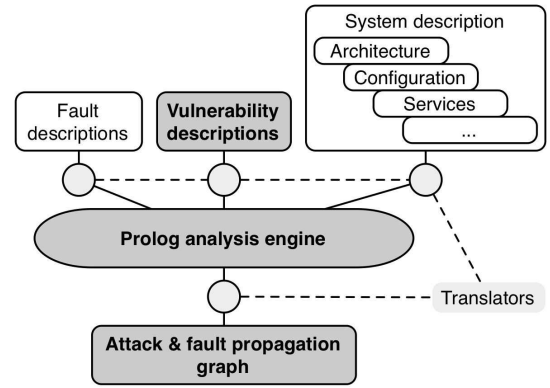 System description
Architecture
Configuration
Services
...
Fault
descriptions
Vulnerability
descriptions
Prolog analysis engine
Translators
Attack & fault propagation
graph